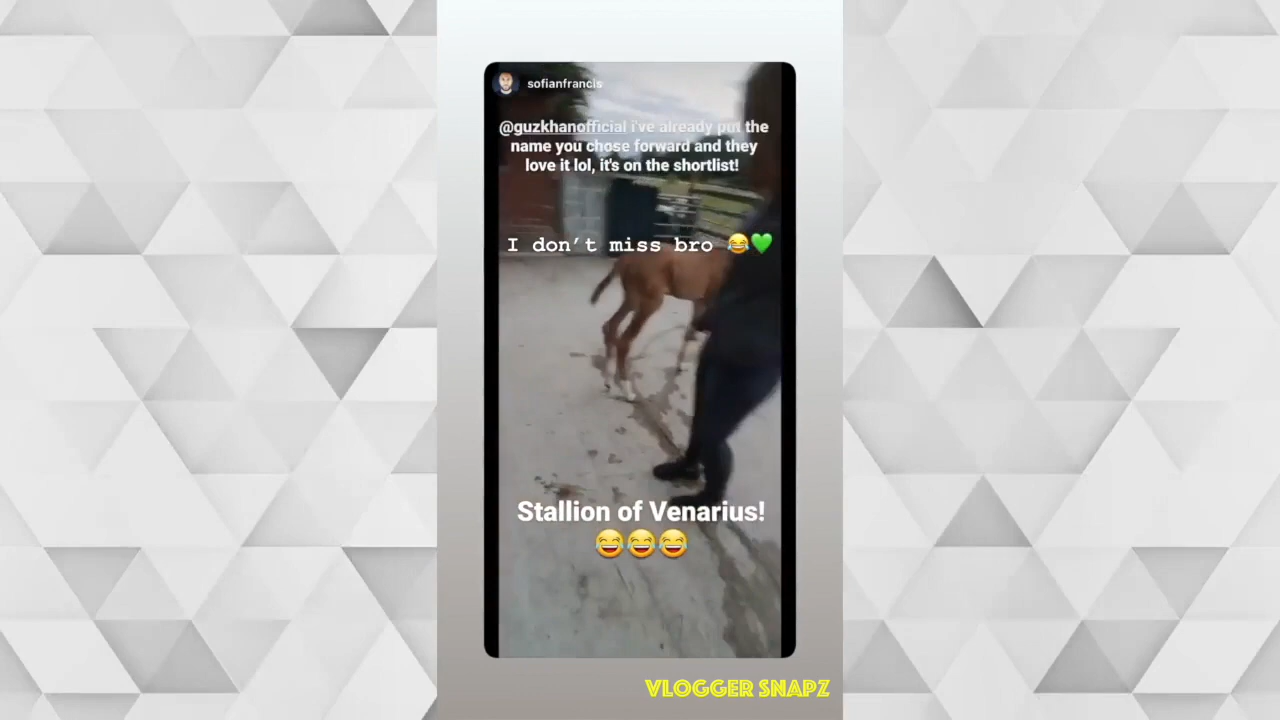 sofianfrancis
@guzkhanofficial i've already put the
name you chose forward and they
love it lol, it's on the shortlist!
I don't miss bro 😂💚
Stallion of Venarius!
😂😂😂
VLOGGER SNAPZ